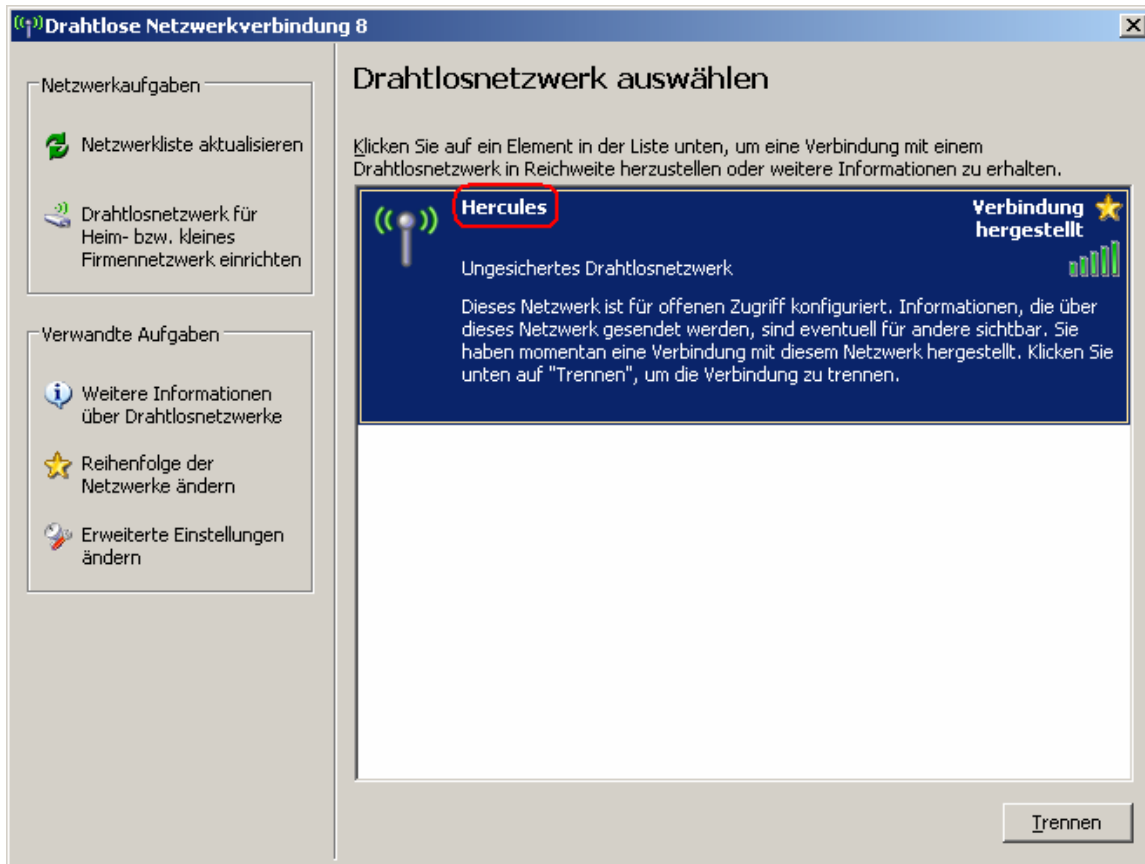 Drahtlose Netzwerkverbindung 8
Netzwerkaufgaben
Netzwerkliste aktualisieren
Drahtlosnetzwerk für
Heim- bzw. kleines
Firmennetzwerk einrichten
Verwandte Aufgaben
Weitere Informationen
über Drahtlosnetzwerke
Reihenfolge der
Netzwerke ändern
Erweiterte Einstellungen
ändern
Drahtlosnetzwerk auswählen
Klicken Sie auf ein Element in der Liste unten, um eine Verbindung mit einem
Drahtlosnetzwerk in Reichweite herzustellen oder weitere Informationen zu erhalten.
Hercules
Verbindung
hergestellt
Ungesichertes Drahtlosnetzwerk
Dieses Netzwerk ist für offenen Zugriff konfiguriert. Informationen, die über
dieses Netzwerk gesendet werden, sind eventuell für andere sichtbar. Sie
haben momentan eine Verbindung mit diesem Netzwerk hergestellt. Klicken Sie
unten auf "Trennen", um die Verbindung zu trennen.
Trennen